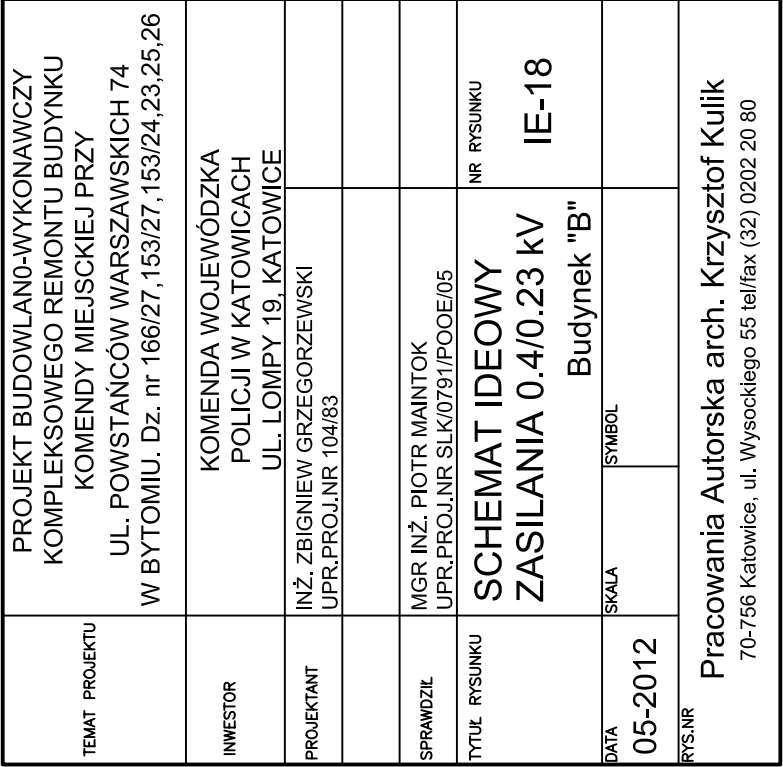 TEMAT PROJEKTU
PROJEKT BUDOWLAN0-WYKONAWCZY
KOMPLEKSOWEGO REMONTU BUDYNKU
KOMENDY MIEJSCKIEJ PRZY
UL. POWSTAŃCÓW WARSZAWSKICH 74
W BYTOMIU. Dz. nr 166/27,153/27,153/24,23,25,26
INWESTOR
KOMENDA WOJEWÓDZKA
POLICJI W KATOWICACH
UL. LOMPY 19, KATOWICE
PROJEKTANT
INŻ. ZBIGNIEW GRZEGORZEWSKI
UPR.PROJ.NR 104/83
SPRAWDZIŁ
MGR INŻ. PIOTR MAINTOK
UPR.PROJ.NR SLK/0791/POOE/05
TYTUŁ RYSUNKU
SCHEMAT IDEOWY
ZASILANIA 0.4/0.23 kV
Budynek "B"
NR RYSUNKU
IE-18
DATA
05-2012
SKALA
SYMBOL
RYS.NR
Pracowania Autorska arch. Krzysztof Kulik
70-756 Katowice, ul. Wysockiego 55 tel/fax (32) 0202 20 80